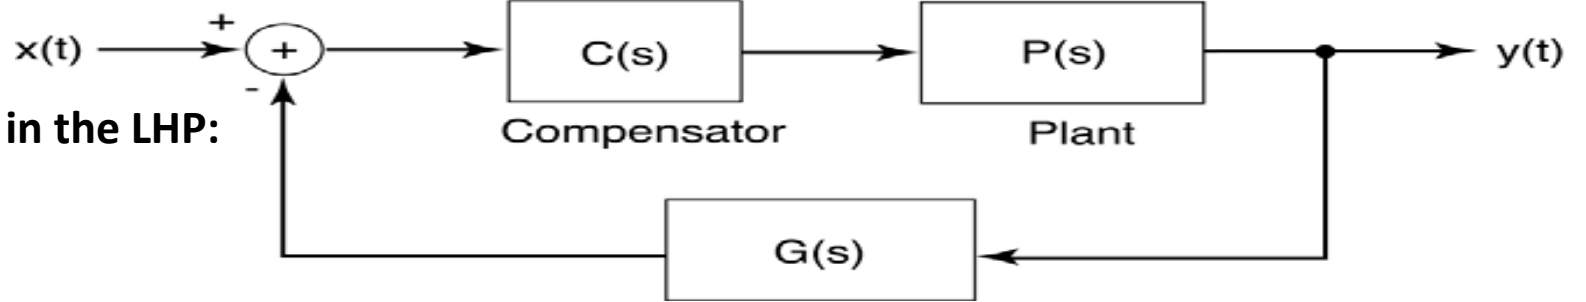 +
x(t) + C(s) P(s) y(t)
-
in the LHP: Compensator Plant
G(s)